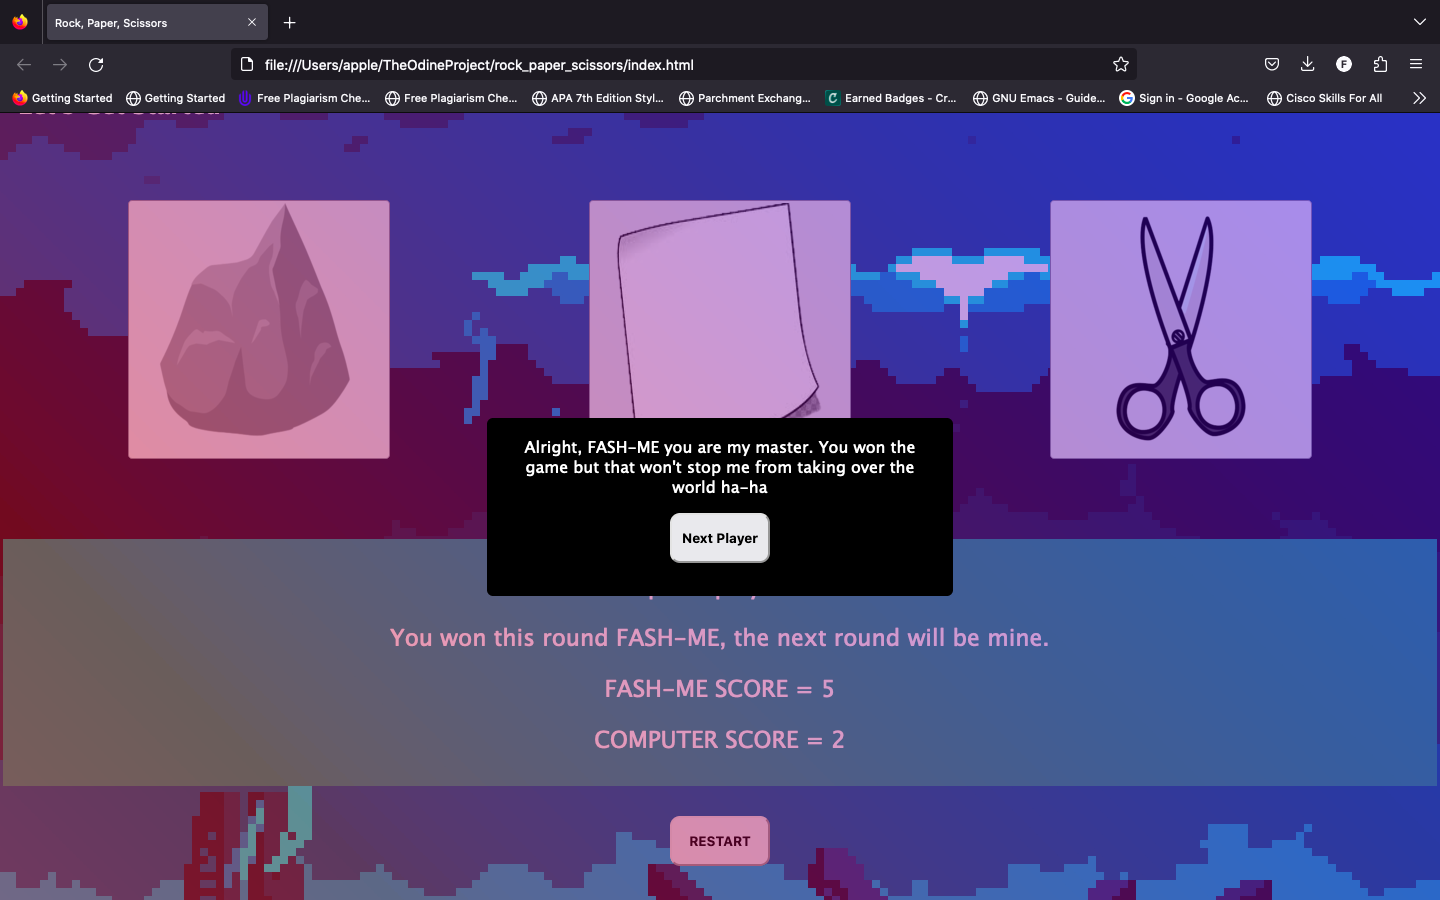 Rock, Paper, Scissors
file:///Users/apple/TheOdineProject/rock_paper_scissors/index.html
F
Getting Started
Getting Started
Free Plagiarism Che...
Free Plagiarism Che...
APA 7th Edition Styl...
Parchment Exchang...
Earned Badges - Cr...
GNU Emacs - Guide...
Sign in - Google Ac...
Cisco Skills For All
Alright, FASH-ME you are my master. You won the
game but that won't stop me from taking over the
world ha-ha
Next Player
You won this round FASH-ME, the next round will be mine.
FASH-ME SCORE = 5
COMPUTER SCORE = 2
RESTART